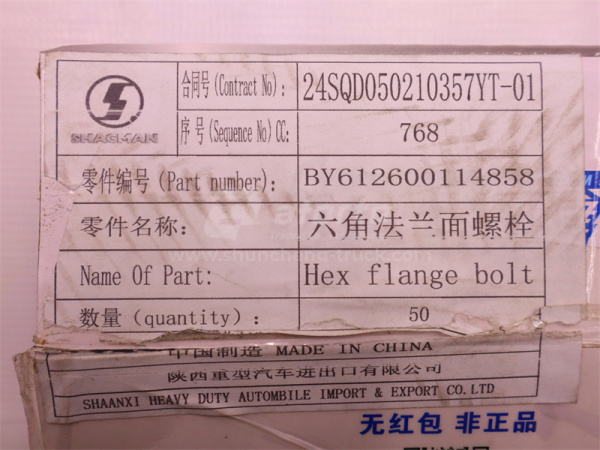 SHACMAN
合同号(Contract No): 24SQD050210357YT-01
序号(Sequence No)CC: 768
零件编号(Part number): BY612600114858
零件名称: 六角法兰面螺栓
Name Of Part: Hex flange bolt
数量(quantity): 50
中国制造 MADE IN CHINA
陕西重型汽车进出口有限公司
SHAANXI HEAVY DUTY AUTOMBILE IMPORT & EXPORT CO.LTD
无红包 非正品
www.shunchang-truck.com